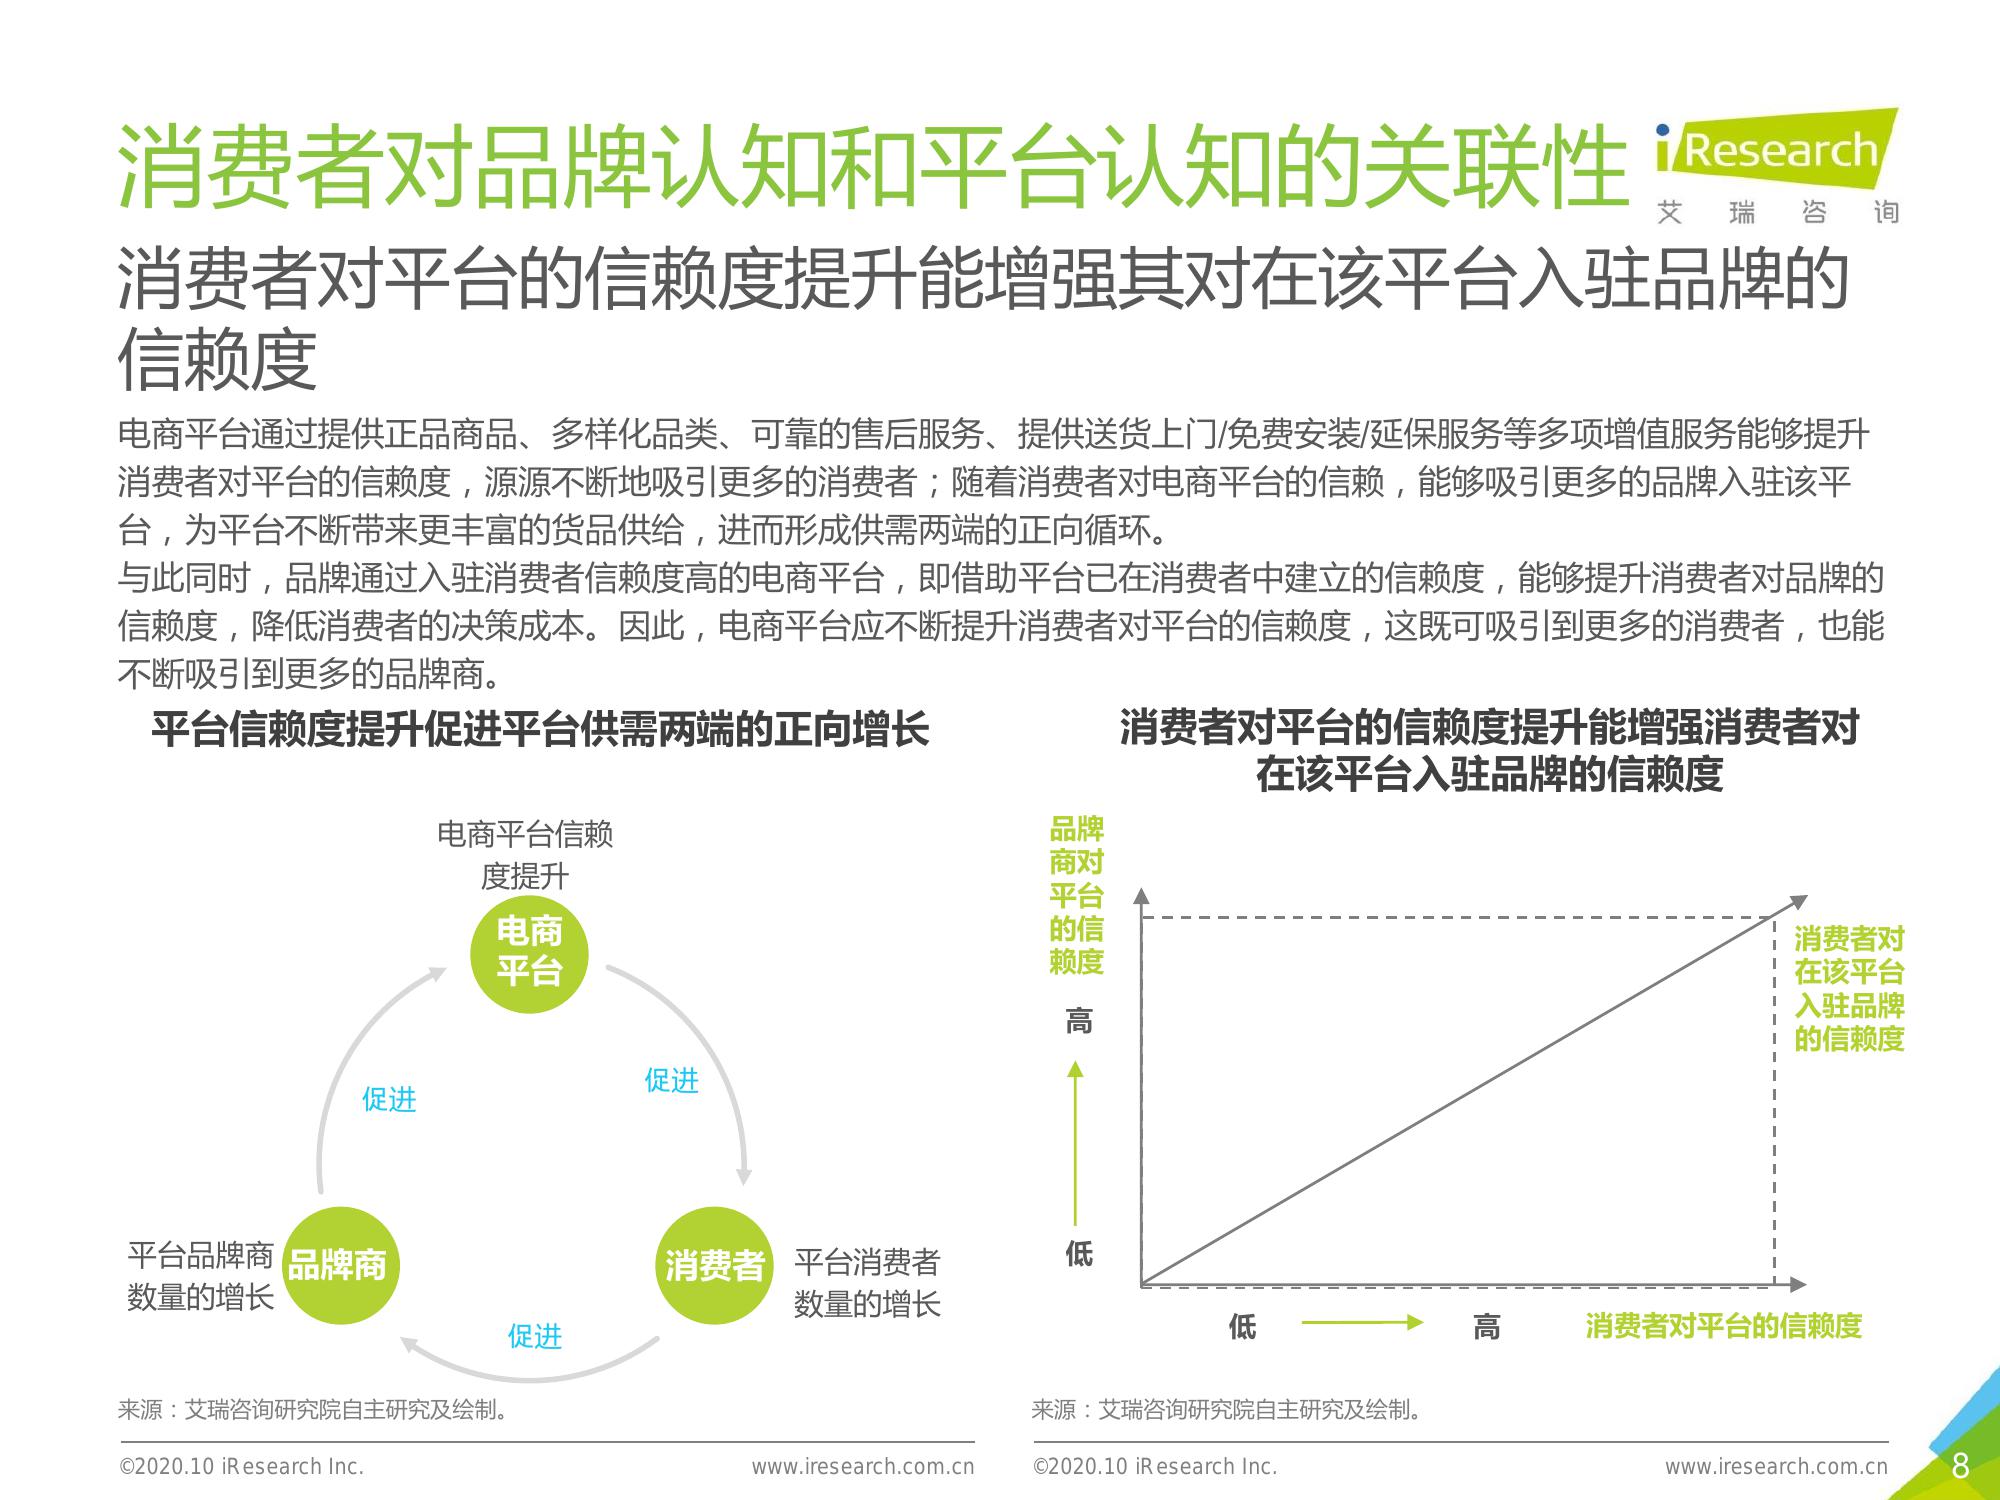 消费者对品牌认知和平台认知的关联性
iResearch
艾瑞咨询
消费者对平台的信赖度提升能增强其对在该平台入驻品牌的
信赖度
电商平台通过提供正品商品、多样化品类、可靠的售后服务、提供送货上门/免费安装/延保服务等多项增值服务能够提升
消费者对平台的信赖度，源源不断地吸引更多的消费者；随着消费者对电商平台的信赖，能够吸引更多的品牌入驻该平
台，为平台不断带来更丰富的货品供给，进而形成供需两端的正向循环。
与此同时，品牌通过入驻消费者信赖度高的电商平台，即借助平台已在消费者中建立的信赖度，能够提升消费者对品牌的
信赖度，降低消费者的决策成本。因此，电商平台应不断提升消费者对平台的信赖度，这既可吸引到更多的消费者，也能
不断吸引到更多的品牌商。
平台信赖度提升促进平台供需两端的正向增长
电商平台信赖
度提升
电商
平台
促进
促进
平台品牌商
数量的增长
品牌商
消费者
平台消费者
数量的增长
促进
来源：艾瑞咨询研究院自主研究及绘制。
©2020.10 iResearch Inc.
www.iresearch.com.cn
消费者对平台的信赖度提升能增强消费者对
在该平台入驻品牌的信赖度
品牌
商对
平台
的信
赖度
高
低
消费者对
在该平台
入驻品牌
的信赖度
低
高
消费者对平台的信赖度
来源：艾瑞咨询研究院自主研究及绘制。
©2020.10 iResearch Inc.
www.iresearch.com.cn
8